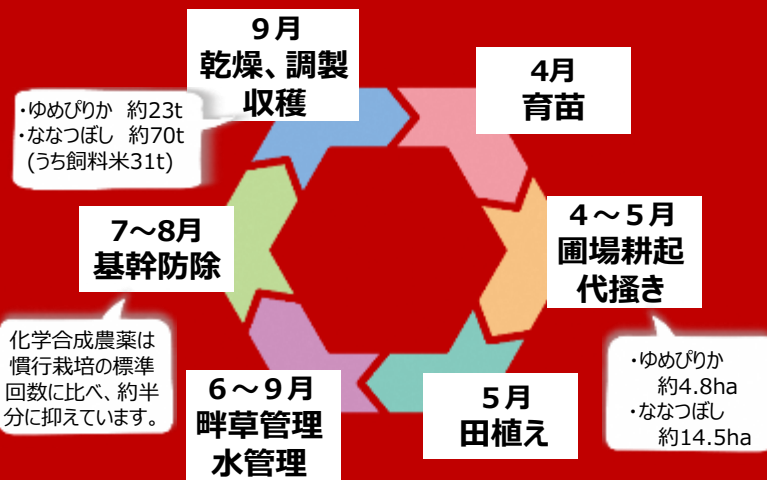 9月
乾燥、調製
収穫
・ゆめぴりか 約23t
・ななつぼし 約70t
(うち飼料米31t)
4月
育苗
4～5月
圃場耕起
代掻き
・ゆめぴりか
約4.8ha
・ななつぼし
約14.5ha
5月
田植え
6～9月
畔草管理
水管理
7～8月
基幹防除
化学合成農薬は
慣行栽培の標準
回数に比べ、約半
分に抑えています。